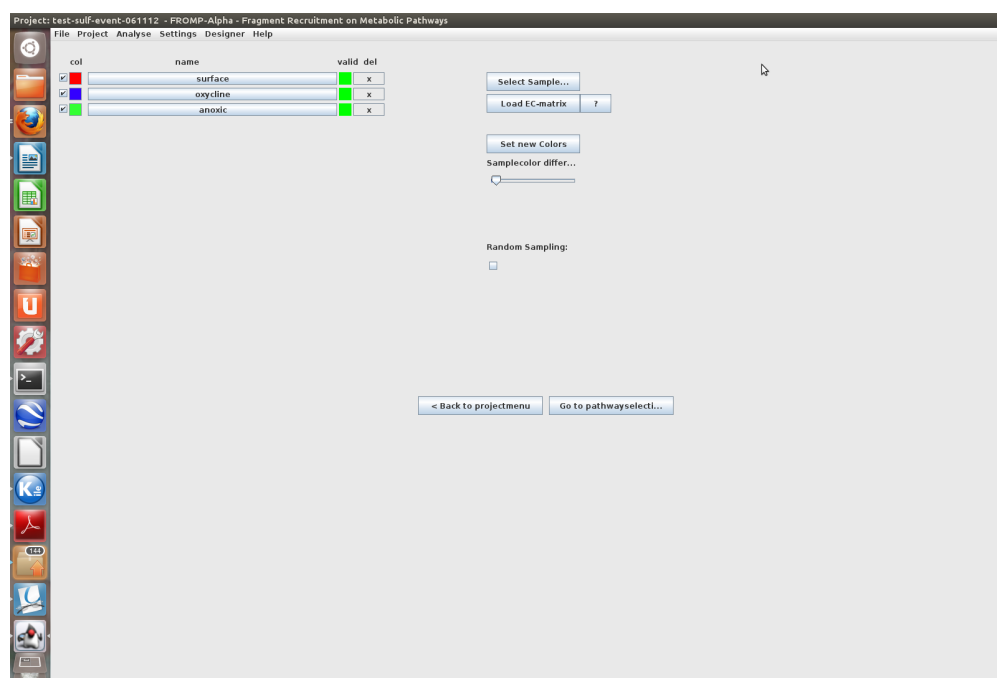 Project: test-sulf-event-061112 - FROMP-Alpha - Fragment Recruitment on Metabolic Pathways
File Project Analyse Settings Designer Help
col name valid del
surface x
oxycline x
anoxic x
Select Sample...
Load EC-matrix ?
Set new Colors
Samplecolor differ...
Random Sampling:
< Back to projectmenu Go to pathwayselecti...
144